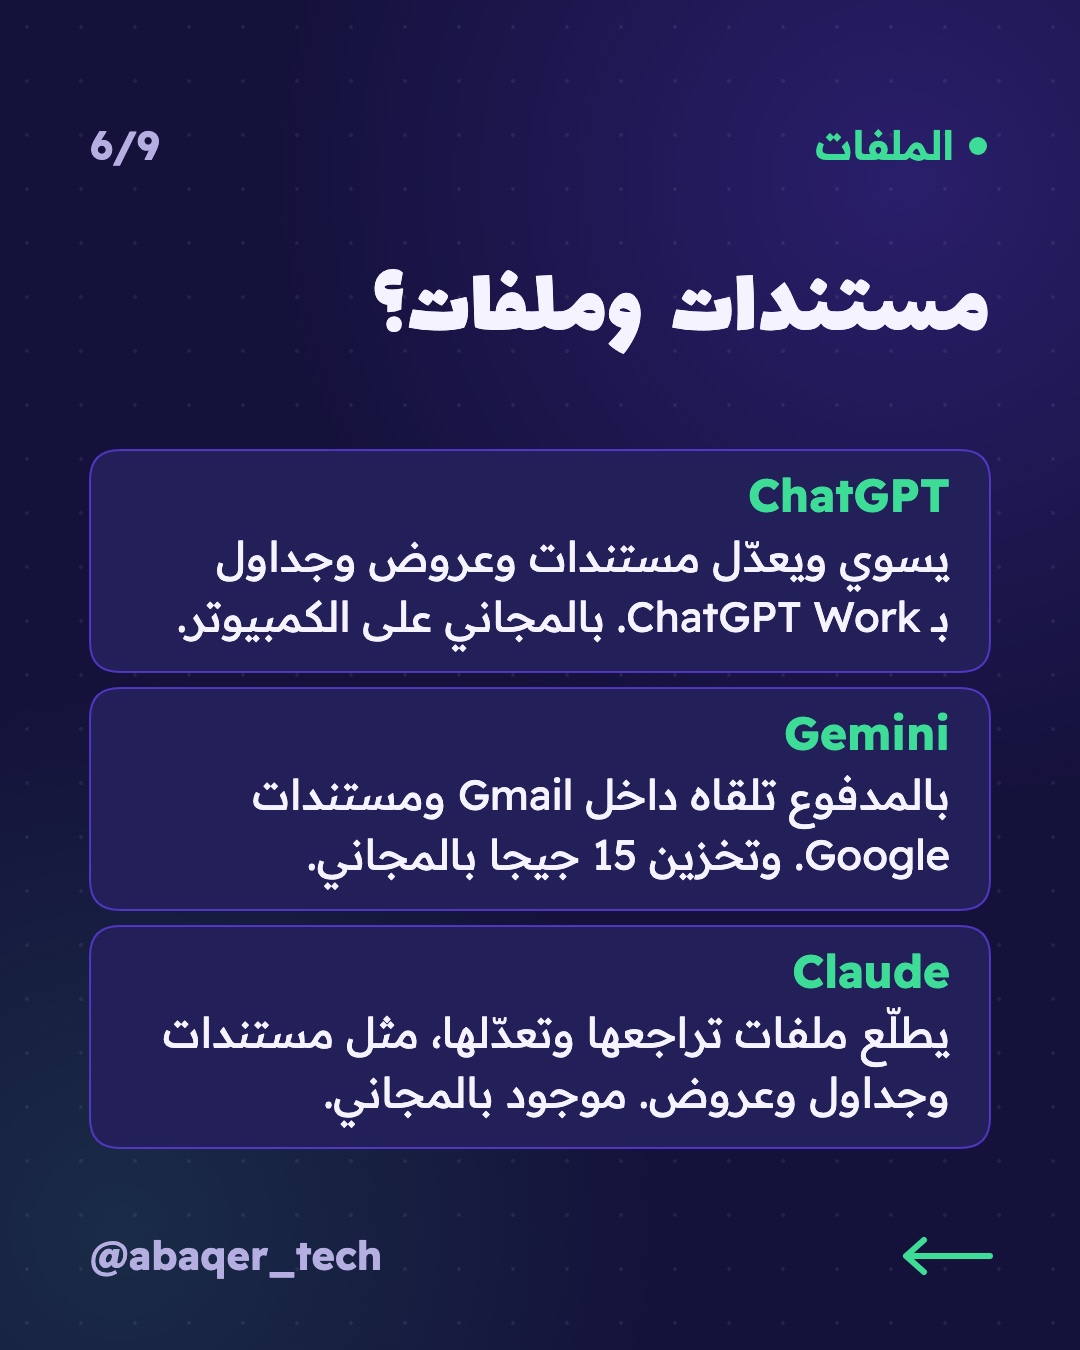 الملفات
6/9
مستندات وملفات؟
ChatGPT
يسوي ويعدّل مستندات وعروض وجداول
بـ ChatGPT Work. بالمجاني على الكمبيوتر.
Gemini
بالمدفوع تلقاه داخل Gmail ومستندات
Google. وتخزين 15 جيجا بالمجاني.
Claude
يطلّع ملفات تراجعها وتعدّلها، مثل مستندات
وجداول وعروض. موجود بالمجاني.
@abaqer_tech